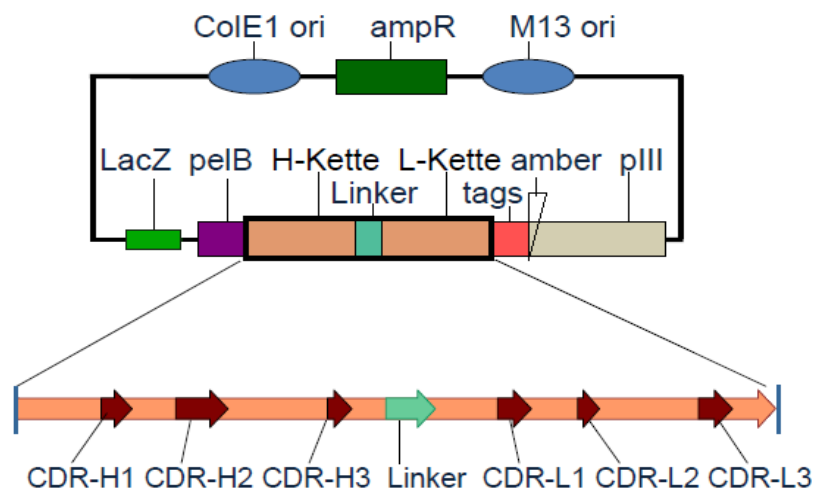 ColE1 ori ampR M13 ori
LacZ pelB H-Kette L-Kette amber pIII
Linker tags
CDR-H1 CDR-H2 CDR-H3 Linker CDR-L1 CDR-L2 CDR-L3